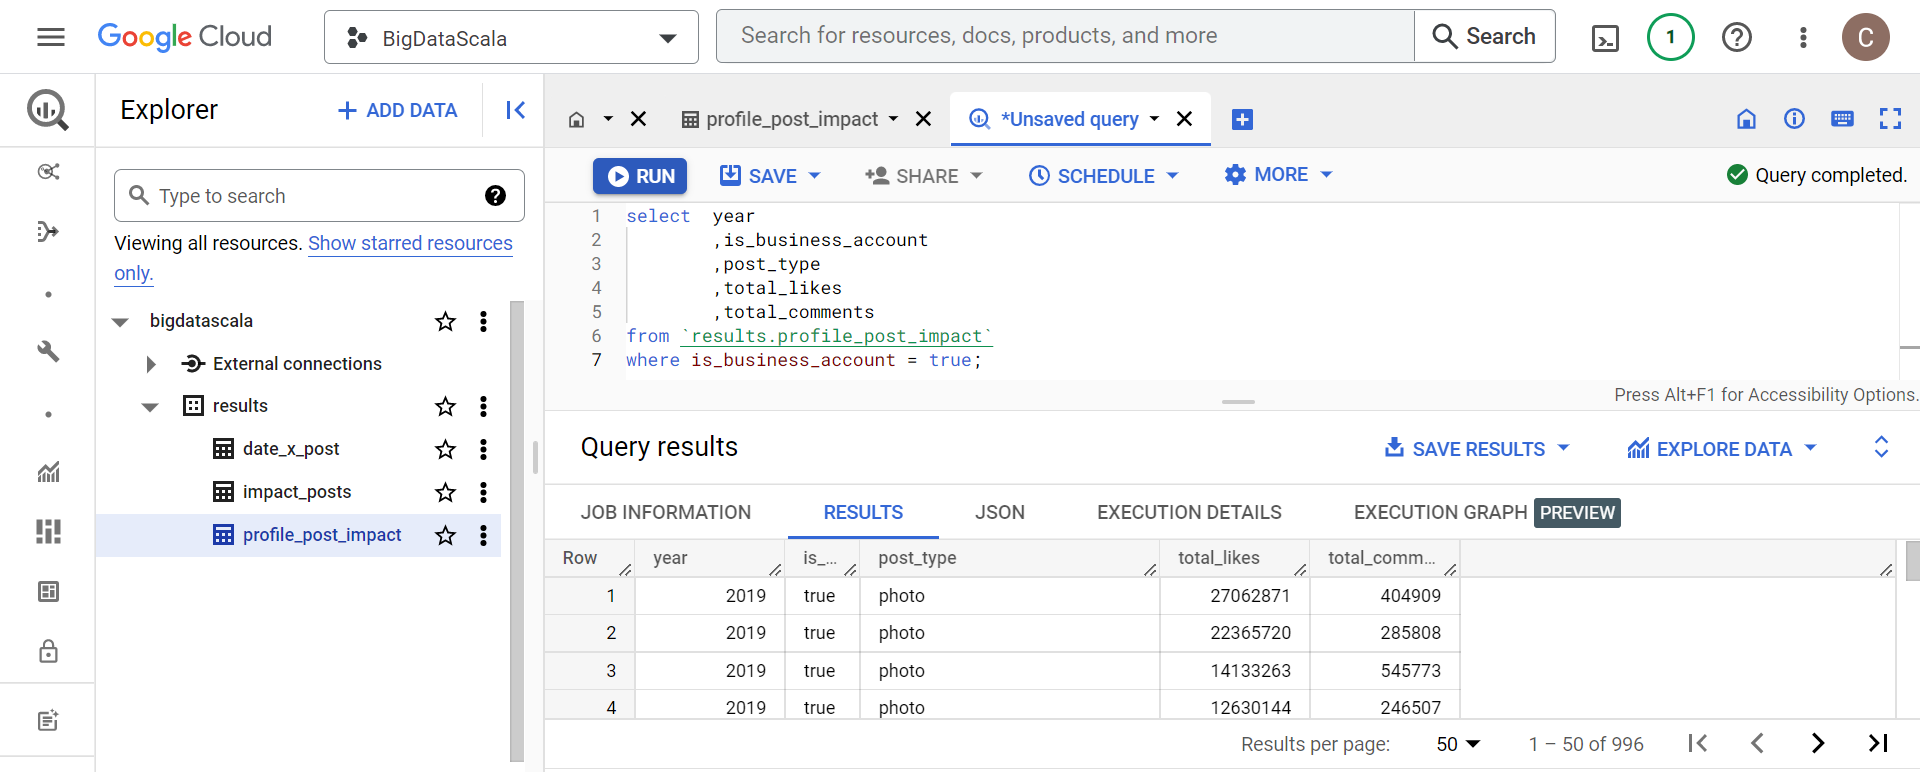 Google Cloud
BigDataScala
Search for resources, docs, products, and more
Search
1
C
Explorer
ADD DATA
profile_post_impact
*Unsaved query
Type to search
Viewing all resources. Show starred resources
only.
bigdatascala
External connections
results
date_x_post
impact_posts
profile_post_impact
RUN
SAVE
SHARE
SCHEDULE
MORE
Query completed.
1 select year
2 ,is_business_account
3 ,post_type
4 ,total_likes
5 ,total_comments
6 from `results.profile_post_impact`
7 where is_business_account = true;
Press Alt+F1 for Accessibility Options.
Query results
SAVE RESULTS
EXPLORE DATA
JOB INFORMATION RESULTS JSON EXECUTION DETAILS EXECUTION GRAPH PREVIEW
Row year is_... post_type total_likes total_comm...
1 2019 true photo 27062871 404909
2 2019 true photo 22365720 285808
3 2019 true photo 14133263 545773
4 2019 true photo 12630144 246507
Results per page: 50 1 – 50 of 996